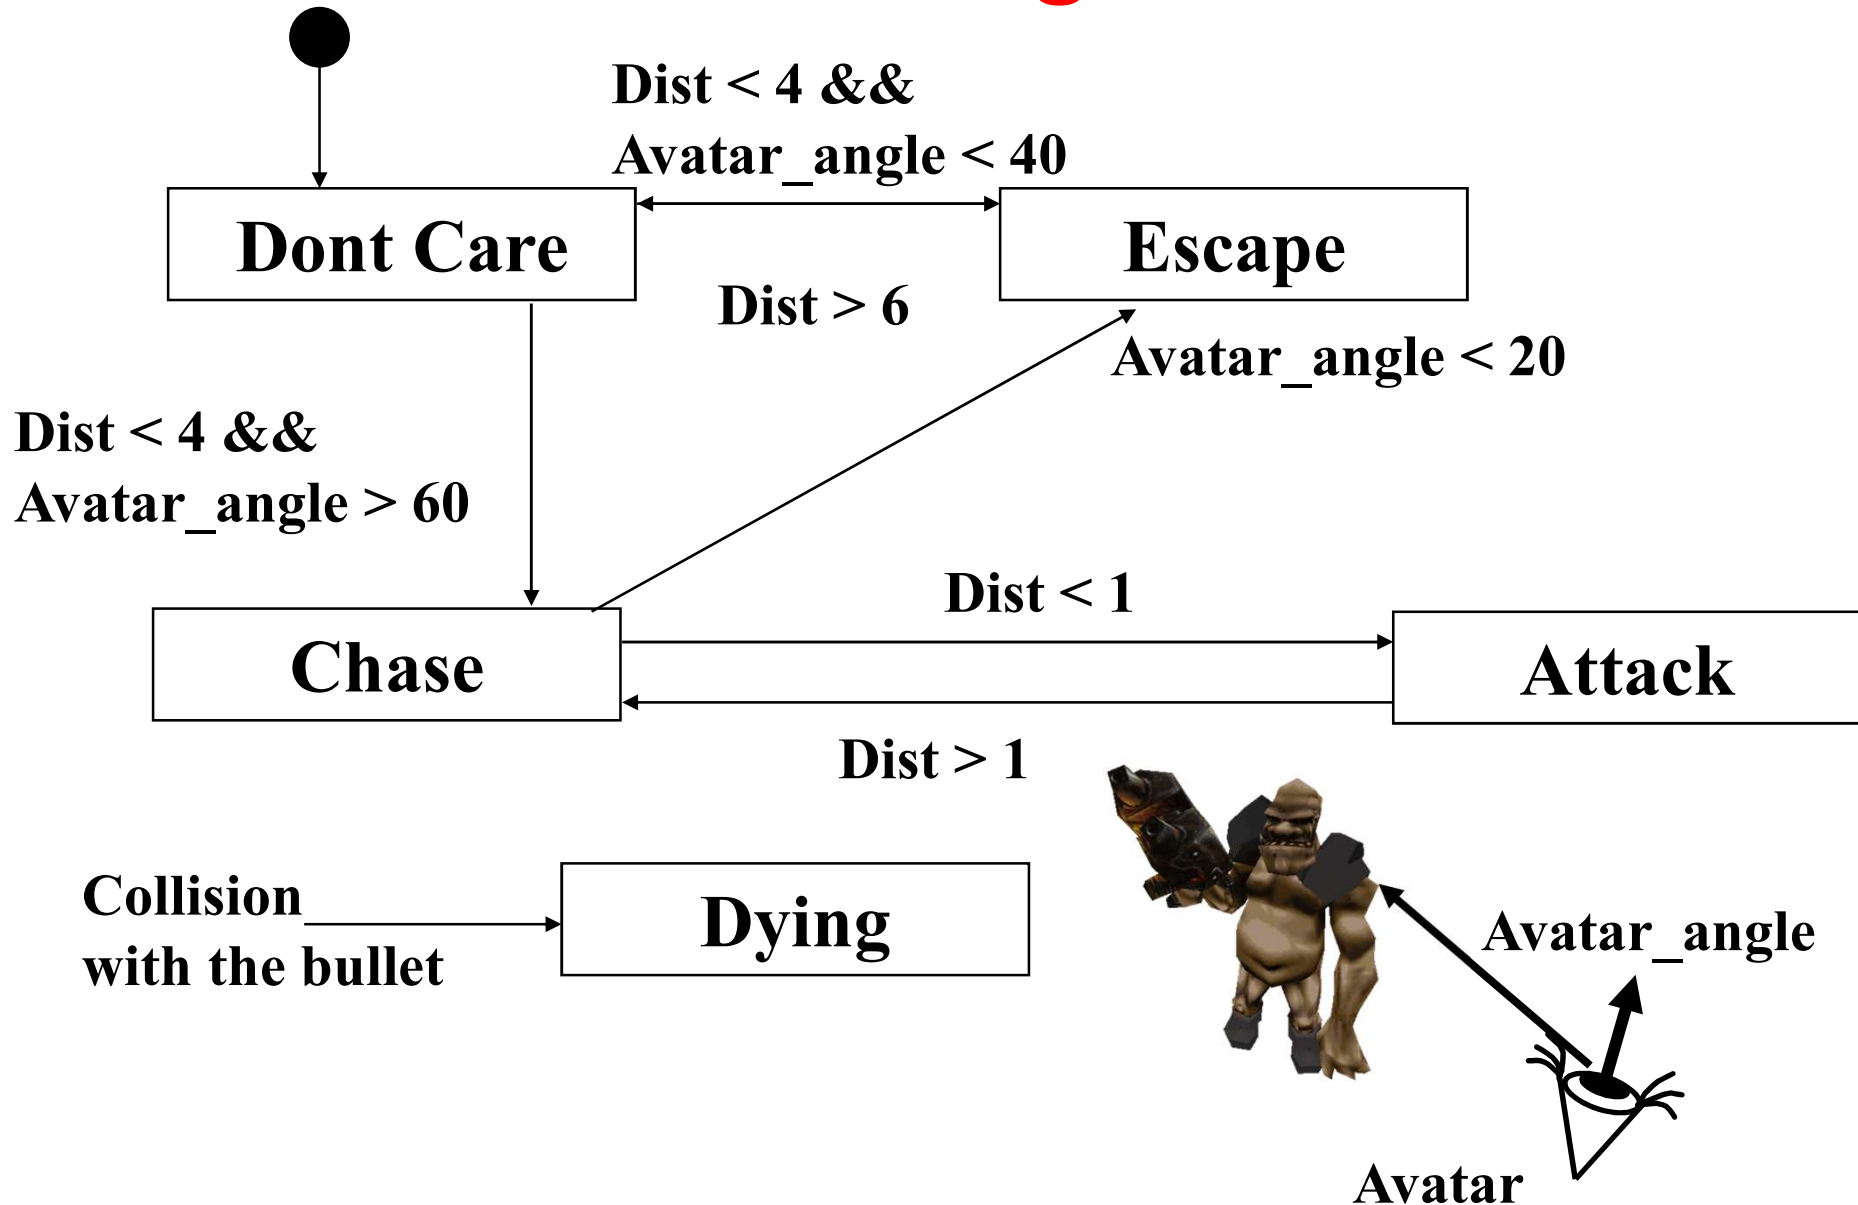 Dist < 4 &&
Avatar_angle < 40
Dont Care
Escape
Dist > 6
Avatar_angle < 20
Dist < 4 &&
Avatar_angle > 60
Dist < 1
Chase
Attack
Dist > 1
Collision
with the bullet
Dying
Avatar_angle
Avatar